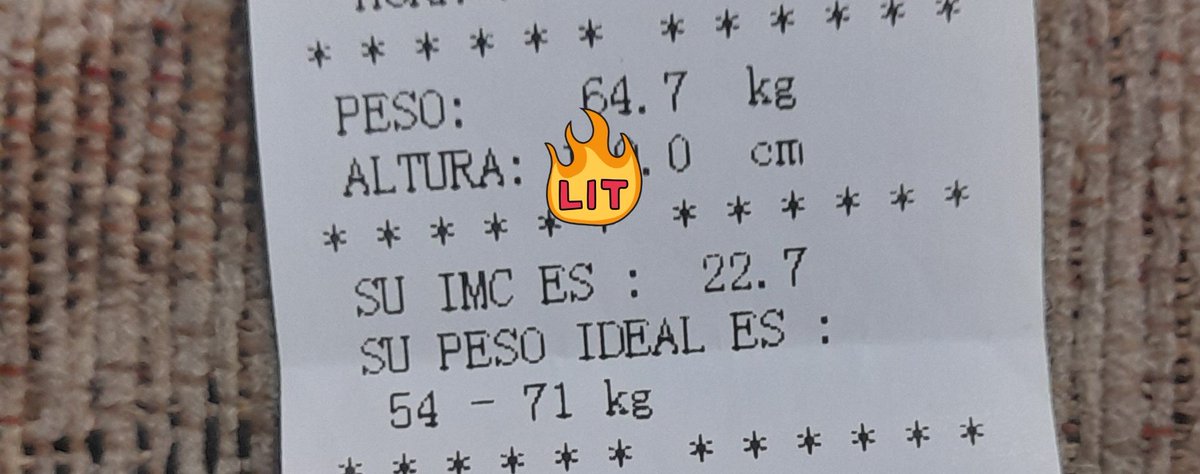 * * * * * * * * * * * *
PESO: 64.7 kg
ALTURA: .0 cm
LIT
* * * * * * * * * * *
SU IMC ES : 22.7
SU PESO IDEAL ES :
54 - 71 kg
* * * * * * * * * * * *